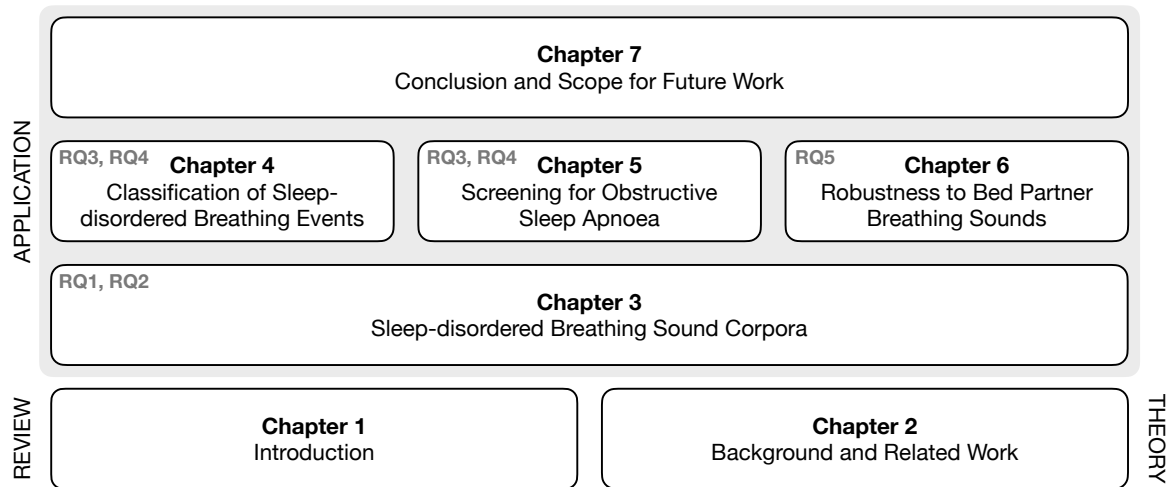 Chapter 7
Conclusion and Scope for Future Work
APPLICATION
RQ3, RQ4
Chapter 4
Classification of Sleep-
disordered Breathing Events
RQ3, RQ4
Chapter 5
Screening for Obstructive
Sleep Apnoea
RQ5
Chapter 6
Robustness to Bed Partner
Breathing Sounds
RQ1, RQ2
Chapter 3
Sleep-disordered Breathing Sound Corpora
REVIEW
Chapter 1
Introduction
Chapter 2
Background and Related Work
THEORY